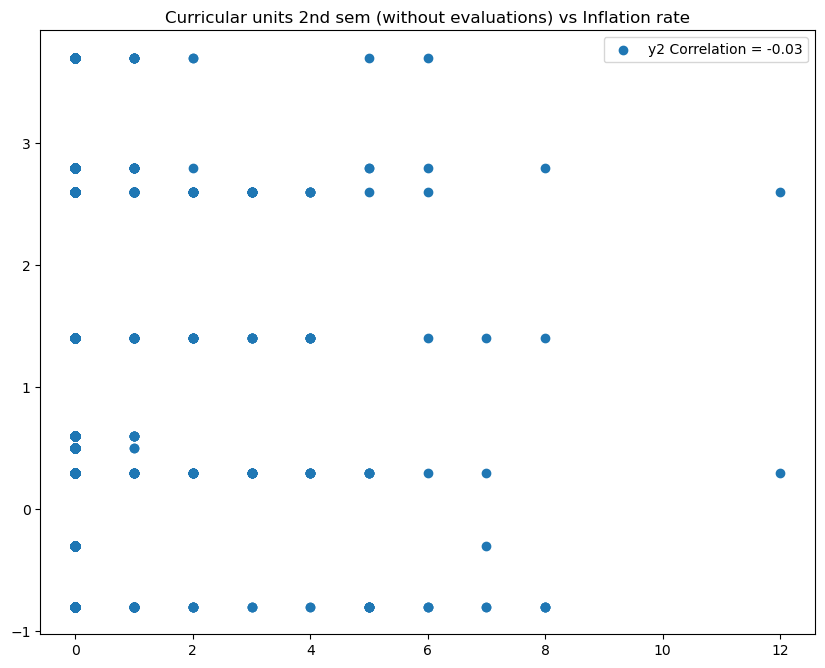 Curricular units 2nd sem (without evaluations) vs Inflation rate
y2 Correlation = -0.03
3
2
1
0
−1
0 2 4 6 8 10 12